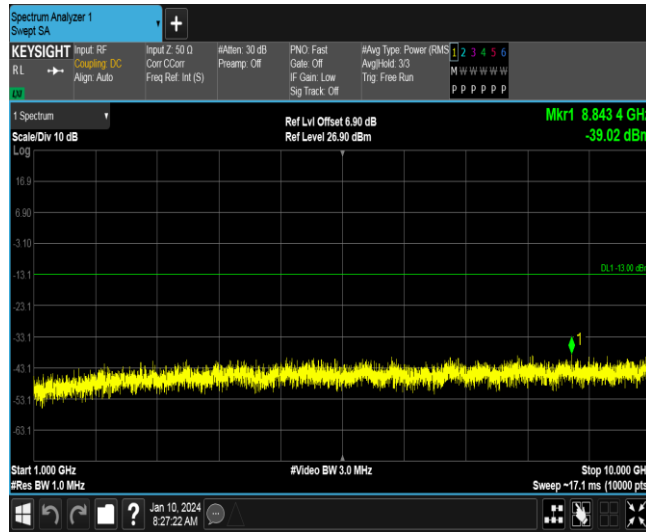 Spectrum Analyzer 1
Swept SA
KEYSIGHT Input: RF Input Z: 50 Ω #Atten: 30 dB PNO: Fast #Avg Type: Power (RMS 1 2 3 4 5 6
RL Coupling: DC Corr CCorr Preamp: Off Gate: Off Avg|Hold: 3/3 M W W W W W
Align: Auto Freq Ref: Int (S) IF Gain: Low Trig: Free Run
Sig Track: Off P P P P P P
LXI
1 Spectrum Ref Lvl Offset 6.90 dB Mkr1 8.843 4 GHz
Scale/Div 10 dB Ref Level 26.90 dBm -39.02 dBm
Log
16.9
6.90
-3.10
-13.1 DL1 -13.00 dBm
-23.1
-33.1
1
-43.1
-53.1
-63.1
Start 1.000 GHz #Video BW 3.0 MHz Stop 10.000 GHz
#Res BW 1.0 MHz Sweep ~17.1 ms (10000 pts
? Jan 10, 2024
8:27:22 AM